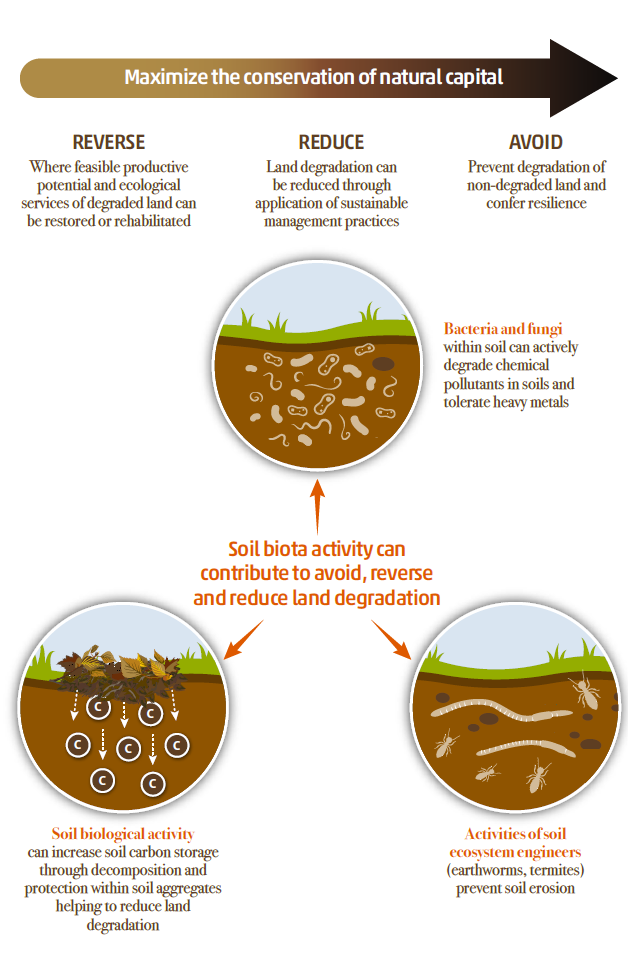 Maximize the conservation of natural capital
REVERSE
Where feasible productive
potential and ecological
services of degraded land can
be restored or rehabilitated
REDUCE
Land degradation can
be reduced through
application of sustainable
management practices
AVOID
Prevent degradation of
non-degraded land and
confer resilience
Bacteria and fungi
within soil can actively
degrade chemical
pollutants in soils and
tolerate heavy metals
Soil biota activity can
contribute to avoid, reverse
and reduce land degradation
C
C
C
C
C
C
C
Soil biological activity
can increase soil carbon storage
through decomposition and
protection within soil aggregates
helping to reduce land
degradation
Activities of soil
ecosystem engineers
(earthworms, termites)
prevent soil erosion